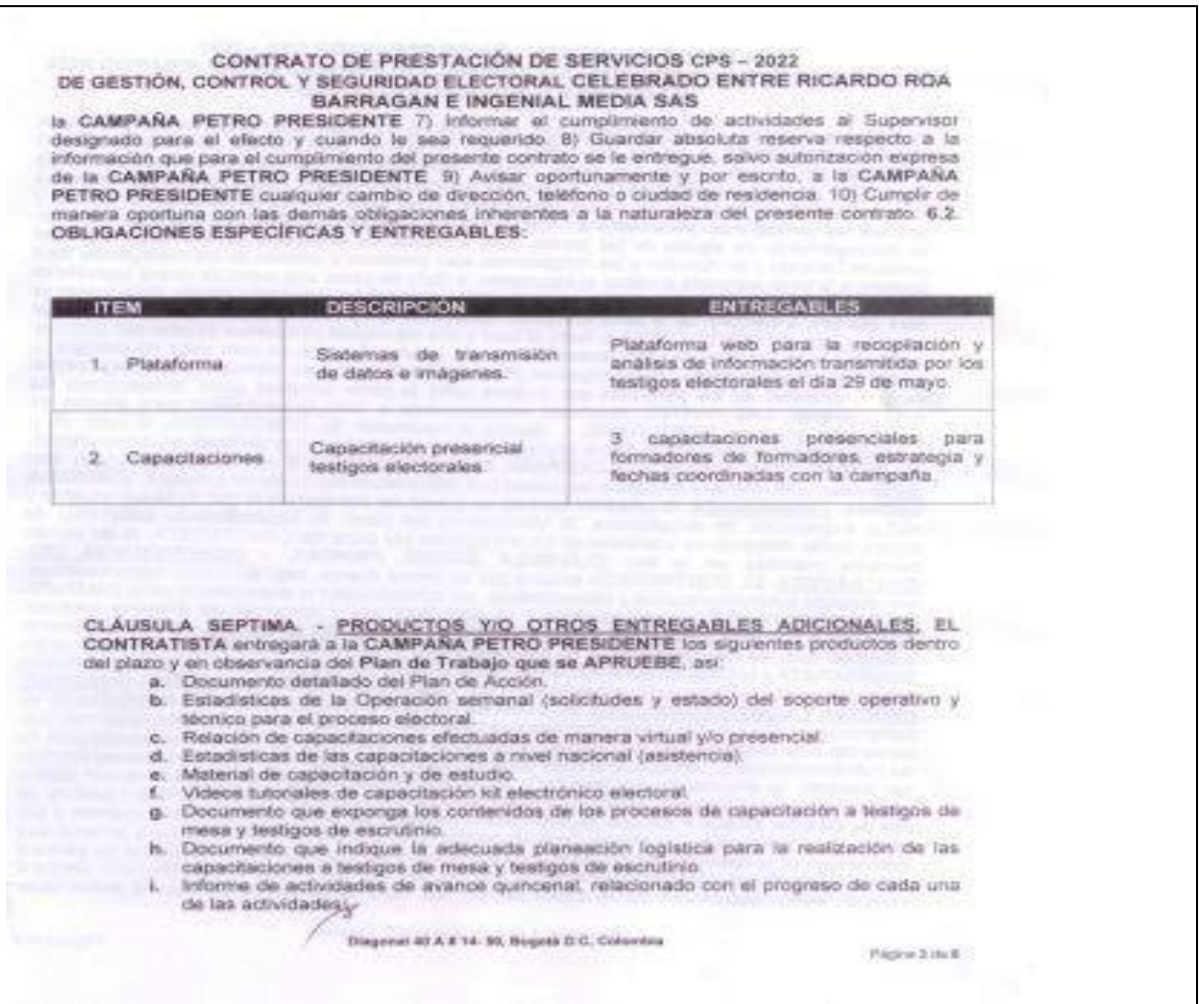 CONTRATO DE PRESTACIÓN DE SERVICIOS CPS – 2022
DE GESTIÓN, CONTROL Y SEGURIDAD ELECTORAL CELEBRADO ENTRE RICARDO ROA
BARRAGAN E INGENIAL MEDIA SAS
la CAMPAÑA PETRO PRESIDENTE 7) Informar el cumplimiento de actividades al Supervisor
designado para el efecto y cuando le sea requerido. 8) Guardar absoluta reserva respecto a la
información que para el cumplimiento del presente contrato se le entregue, salvo autorización expresa
de la CAMPAÑA PETRO PRESIDENTE. 9) Avisar oportunamente y por escrito, a la CAMPAÑA
PETRO PRESIDENTE cualquier cambio de dirección, teléfono o ciudad de residencia. 10) Cumplir de
manera oportuna con las demás obligaciones inherentes a la naturaleza del presente contrato. 6.2.
OBLIGACIONES ESPECÍFICAS Y ENTREGABLES:
ITEM DESCRIPCIÓN ENTREGABLES
1. Plataforma
Sistemas de transmisión
de datos e imágenes.
Plataforma web para la recopilación y
análisis de información transmitida por los
testigos electorales el día 29 de mayo.
2. Capacitaciones
Capacitación presencial
testigos electorales
3 capacitaciones presenciales para
formadores de formadores, estrategia y
fechas coordinadas con la campaña.
CLÁUSULA SEPTIMA. - PRODUCTOS Y/O OTROS ENTREGABLES ADICIONALES. EL
CONTRATISTA entregará a la CAMPAÑA PETRO PRESIDENTE los siguientes productos dentro
del plazo y en observancia del Plan de Trabajo que se APRUEBE, así:
a. Documento detallado del Plan de Acción.
b. Estadísticas de la Operación semanal (solicitudes y estado) del soporte operativo y
técnico para el proceso electoral.
c. Relación de capacitaciones efectuadas de manera virtual y/o presencial.
d. Estadísticas de las capacitaciones a nivel nacional (asistencia).
e. Material de capacitación y de estudio.
f. Videos tutoriales de capacitación kit electrónico electoral.
g. Documento que exponga los contenidos de los procesos de capacitación a testigos de
mesa y testigos de escrutinio.
h. Documento que indique la adecuada planeación logística para la realización de las
capacitaciones a testigos de mesa y testigos de escrutinio.
i. Informe de actividades de avance quincenal, relacionado con el progreso de cada una
de las actividades.
Diagonal 40 A # 14- 90, Bogotá D.C, Colombia
Página 3 de